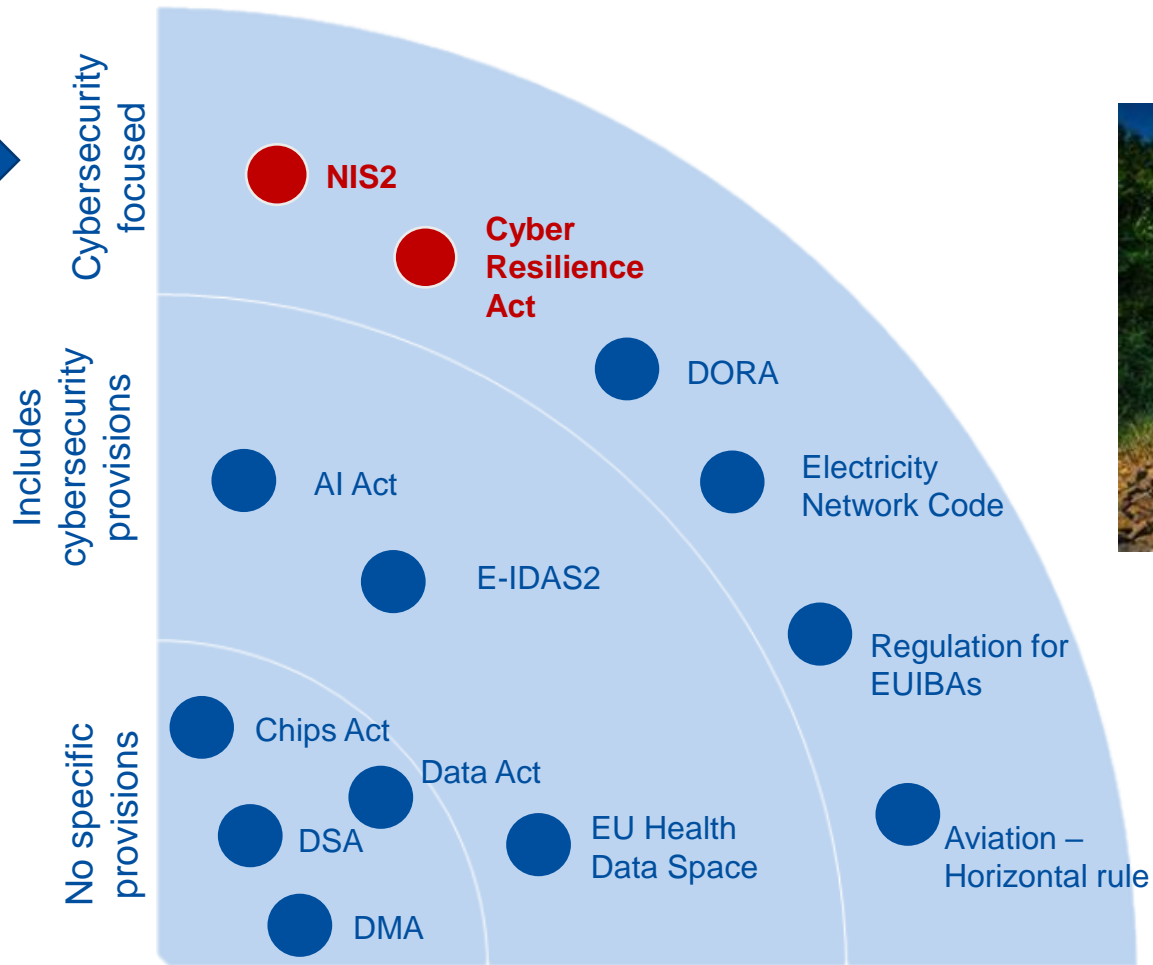 Cybersecurity
focused
NIS2
Cyber
Resilience
Act
DORA
Electricity
Network Code
Regulation for
EUIBAs
Aviation –
Horizontal rule
Includes
cybersecurity
provisions
AI Act
E-IDAS2
EU Health
Data Space
No specific
provisions
Chips Act
Data Act
DSA
DMA